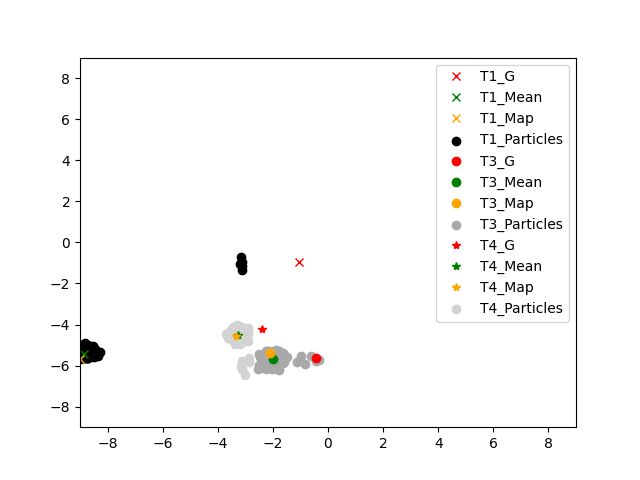 8
6
4
2
0
−2
−4
−6
−8
−8
−6
−4
−2
0
2
4
6
8
T1_G
T1_Mean
T1_Map
T1_Particles
T3_G
T3_Mean
T3_Map
T3_Particles
T4_G
T4_Mean
T4_Map
T4_Particles